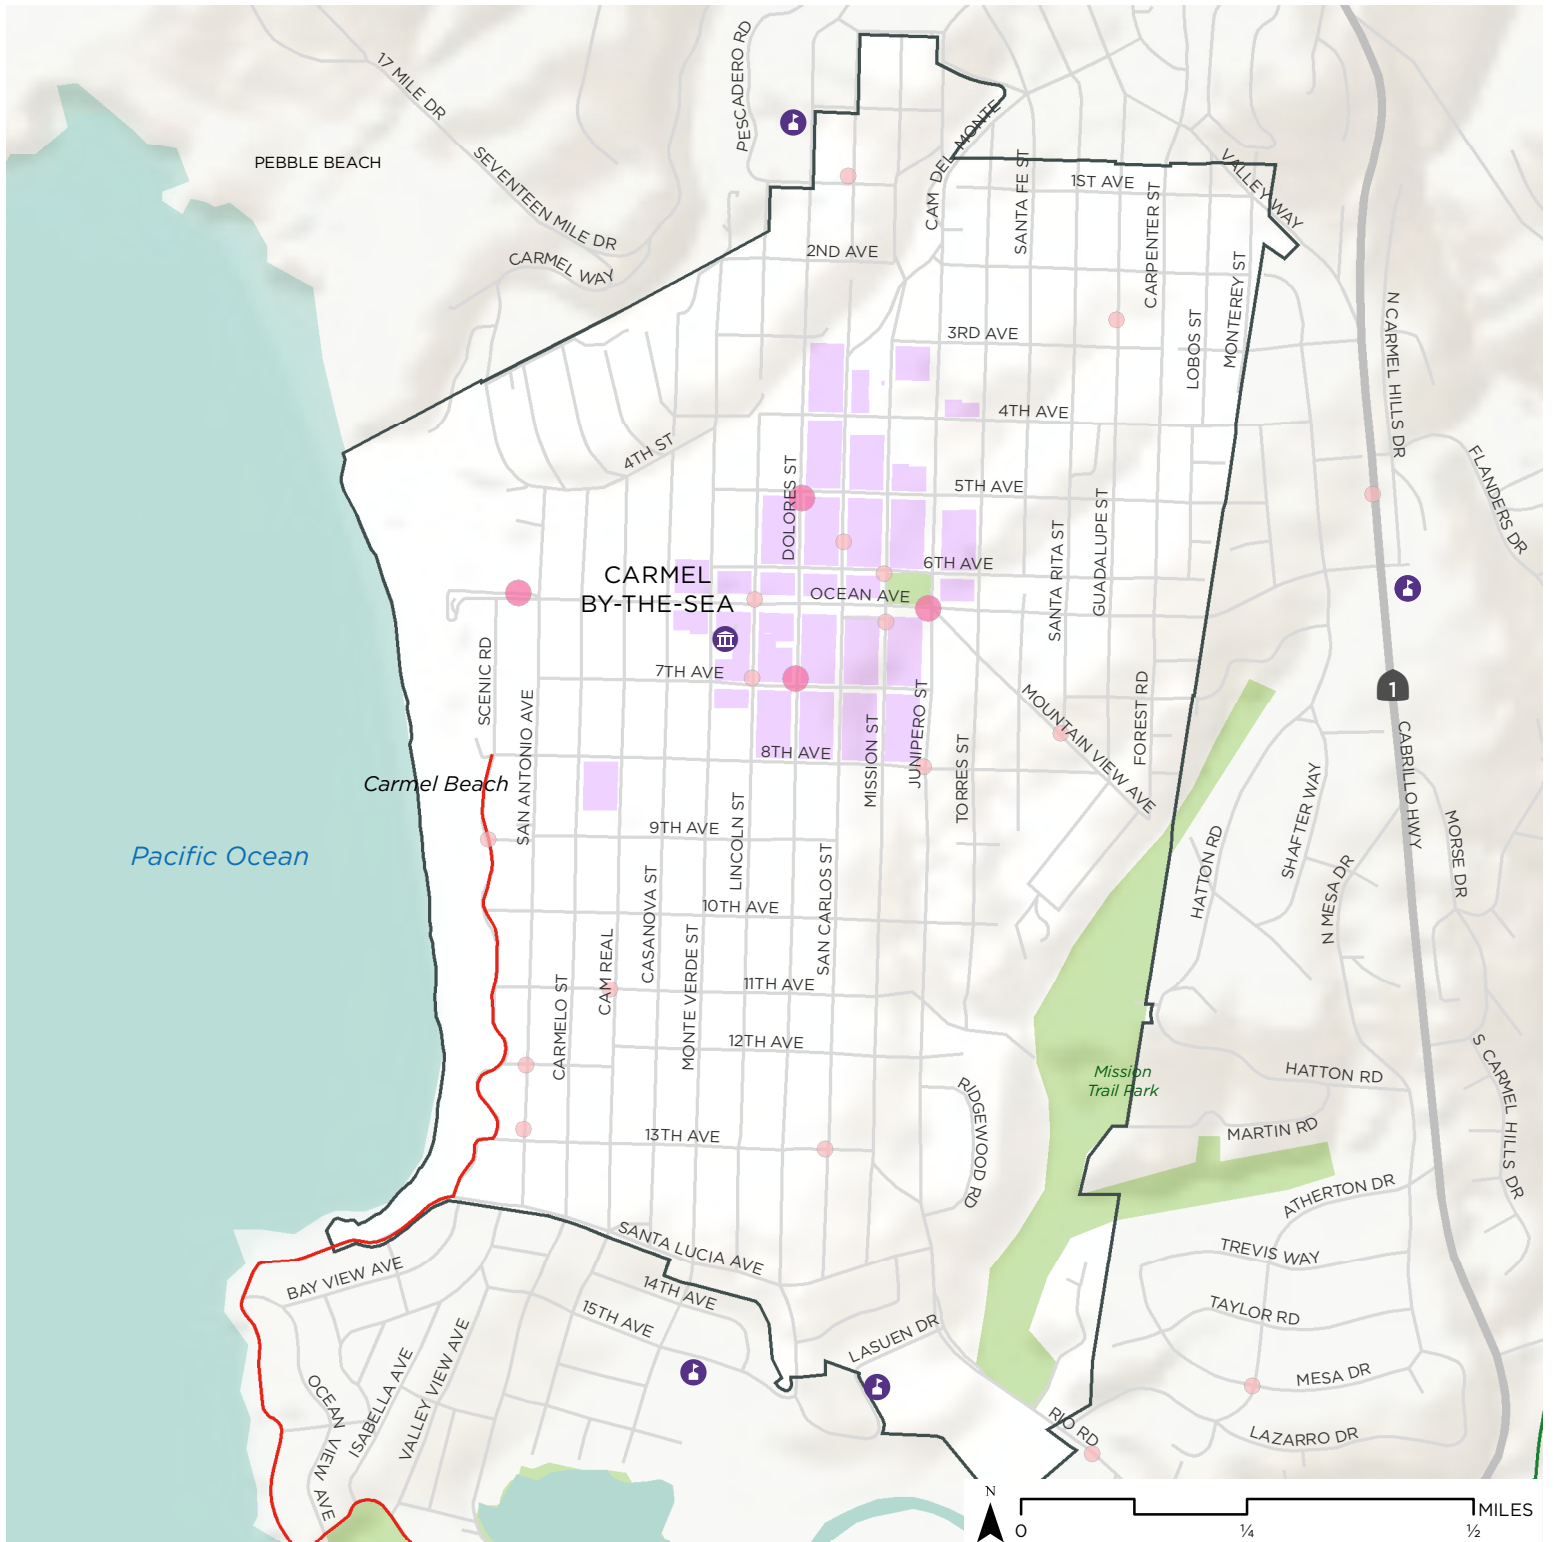 PESCADERO RD
17 MILE DR
PEBBLE BEACH
SEVENTEEN MILE DR
CARMEL WAY
CAM DEL MONTE
SANTA FE ST
1ST AVE
VALLEY WAY
CARPENTER ST
2ND AVE
MONTEREY ST
LOBOS ST
3RD AVE
N CARMEL HILLS DR
4TH AVE
4TH ST
FLANDERS DR
DOLORES ST
5TH AVE
GUADALUPE ST
SANTA RITA ST
6TH AVE
CARMEL
BY-THE-SEA
OCEAN AVE
SCENIC RD
7TH AVE
SAN ANTONIO AVE
JUNIPERO ST
MISSION ST
MOUNTAIN VIEW AVE
FOREST RD
1
CABRILLO HWY
8TH AVE
TORRES ST
Carmel Beach
SHAFTER WAY
MORSE DR
9TH AVE
LINCOLN ST
HATTON RD
Pacific Ocean
N MESA DR
SAN CARLOS ST
CASANOVA ST
10TH AVE
CAM REAL
MONTE VERDE ST
CARMELO ST
11TH AVE
12TH AVE
Mission
Trail Park
HATTON RD
S CARMEL HILLS DR
RIDGEWOOD RD
13TH AVE
MARTIN RD
ATHERTON DR
SANTA LUCIA AVE
TREVIS WAY
BAY VIEW AVE
14TH AVE
TAYLOR RD
15TH AVE
LASUEN DR
MESA DR
OCEAN VIEW AVE
ISABELLA AVE
VALLEY VIEW AVE
RIO RD
LAZARRO DR
N
MILES
0
¼
½